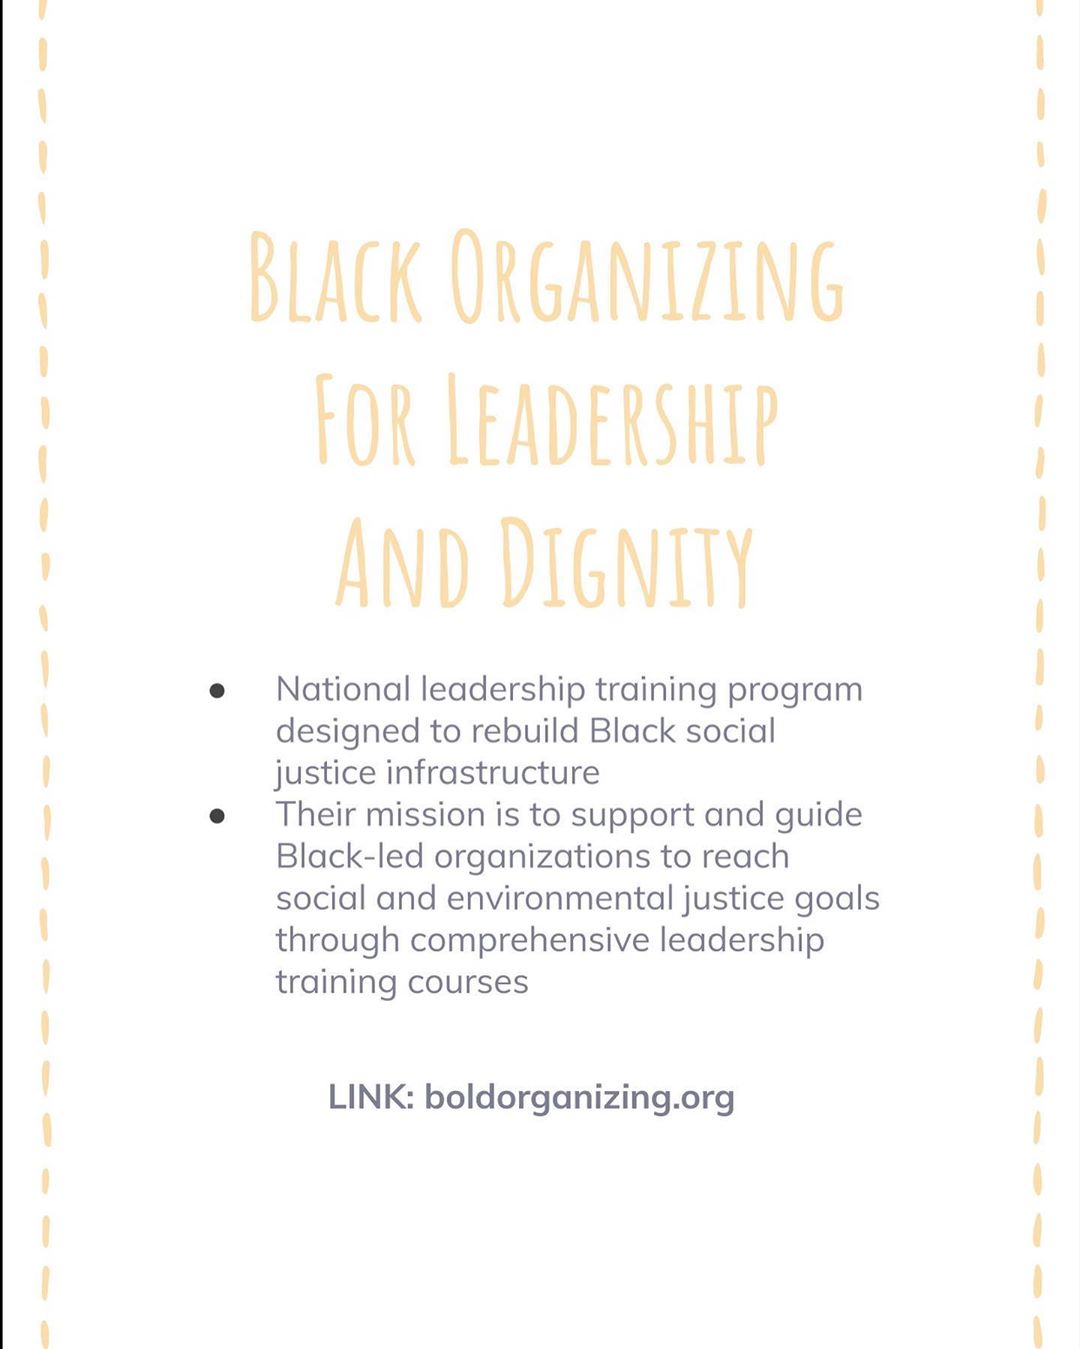 Black Organizing
For Leadership
And Dignity
● National leadership training program
designed to rebuild Black social
justice infrastructure
● Their mission is to support and guide
Black-led organizations to reach
social and environmental justice goals
through comprehensive leadership
training courses
LINK: boldorganizing.org